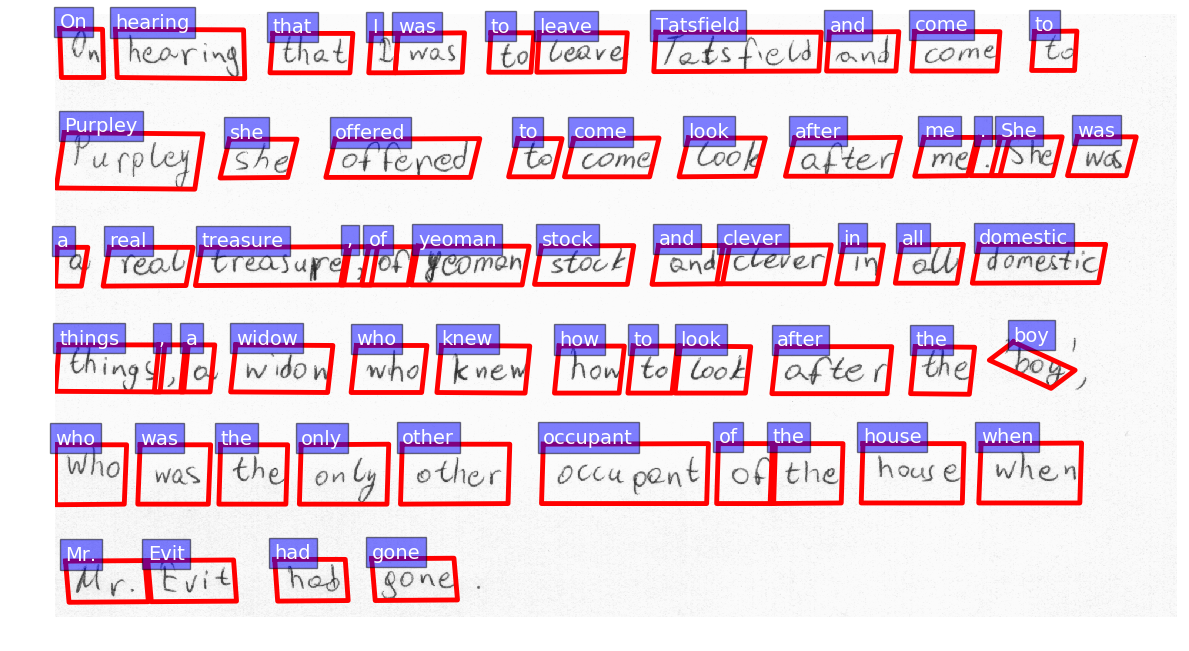 On hearing that I was to leave Tatsfield and come to
Purpley she offered to come look after me. She was
a real treasure, of yeoman stock and clever in all domestic
things, a widow who knew how to look after the boy,
who was the only other occupant of the house when
Mr. Evit had gone.